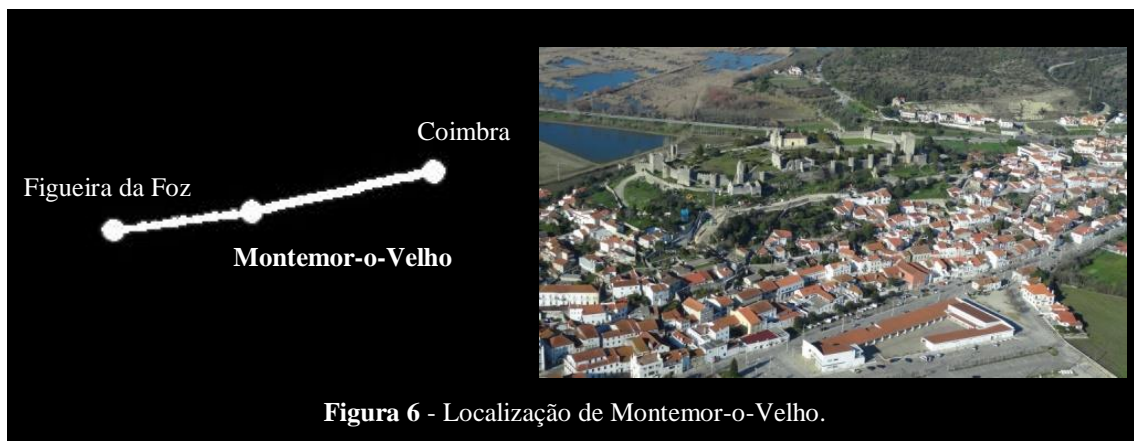 Coimbra
Figueira da Foz
Montemor-o-Velho
Figura 6 - Localização de Montemor-o-Velho.